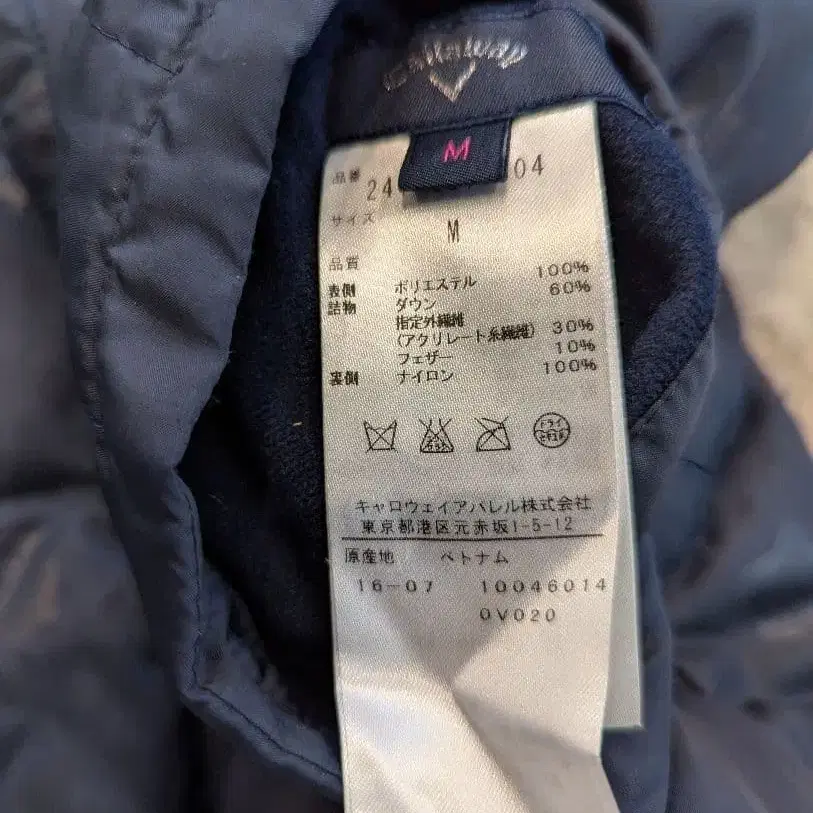 Callaway
M
品番 24 04
サイズ M
品質
表側 ポリエステル 100%
詰物 ダウン 60%
指定外繊維
(アクリレート系繊維) 30%
フェザー 10%
裏側 ナイロン 100%
ドライ
キャロウェイアパレル株式会社
東京都港区元赤坂1-5-12
原産地 ベトナム
16-07 10046014
0V020